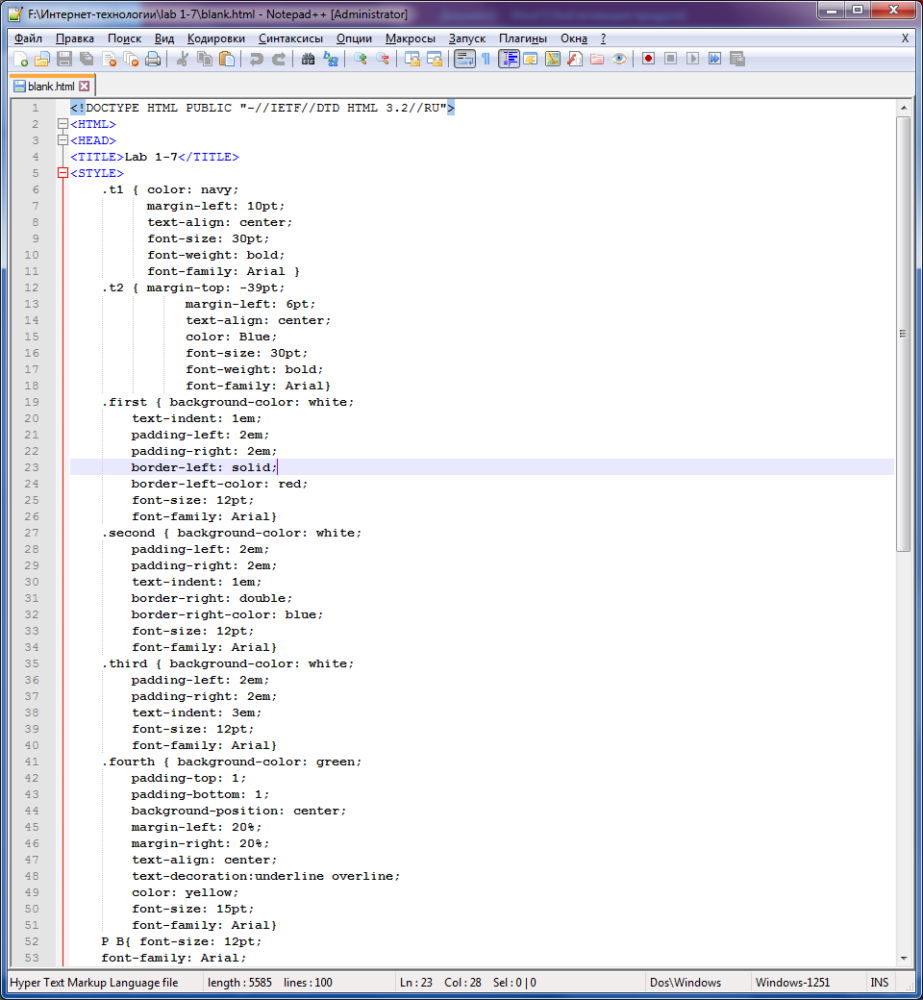 F:\Интернет-технологии\lab 1-7\blank.html - Notepad++ [Administrator]
Файл Правка Поиск Вид Кодировки Синтаксисы Опции Макросы Запуск Плагины Окна ? X
blank.html
1 <!DOCTYPE HTML PUBLIC "-//IETF//DTD HTML 3.2//RU">
2 <HTML>
3 <HEAD>
4 <TITLE>Lab 1-7</TITLE>
5 <STYLE>
6 .t1 { color: navy;
7 margin-left: 10pt;
8 text-align: center;
9 font-size: 30pt;
10 font-weight: bold;
11 font-family: Arial }
12 .t2 { margin-top: -39pt;
13 margin-left: 6pt;
14 text-align: center;
15 color: Blue;
16 font-size: 30pt;
17 font-weight: bold;
18 font-family: Arial}
19 .first { background-color: white;
20 text-indent: 1em;
21 padding-left: 2em;
22 padding-right: 2em;
23 border-left: solid;
24 border-left-color: red;
25 font-size: 12pt;
26 font-family: Arial}
27 .second { background-color: white;
28 padding-left: 2em;
29 padding-right: 2em;
30 text-indent: 1em;
31 border-right: double;
32 border-right-color: blue;
33 font-size: 12pt;
34 font-family: Arial}
35 .third { background-color: white;
36 padding-left: 2em;
37 padding-right: 2em;
38 text-indent: 3em;
39 font-size: 12pt;
40 font-family: Arial}
41 .fourth { background-color: green;
42 padding-top: 1;
43 padding-bottom: 1;
44 background-position: center;
45 margin-left: 20%;
46 margin-right: 20%;
47 text-align: center;
48 text-decoration:underline overline;
49 color: yellow;
50 font-size: 15pt;
51 font-family: Arial}
52 P B{ font-size: 12pt;
53 font-family: Arial;
Hyper Text Markup Language file length : 5585 lines : 100 Ln : 23 Col : 28 Sel : 0 | 0 Dos\Windows Windows-1251 INS